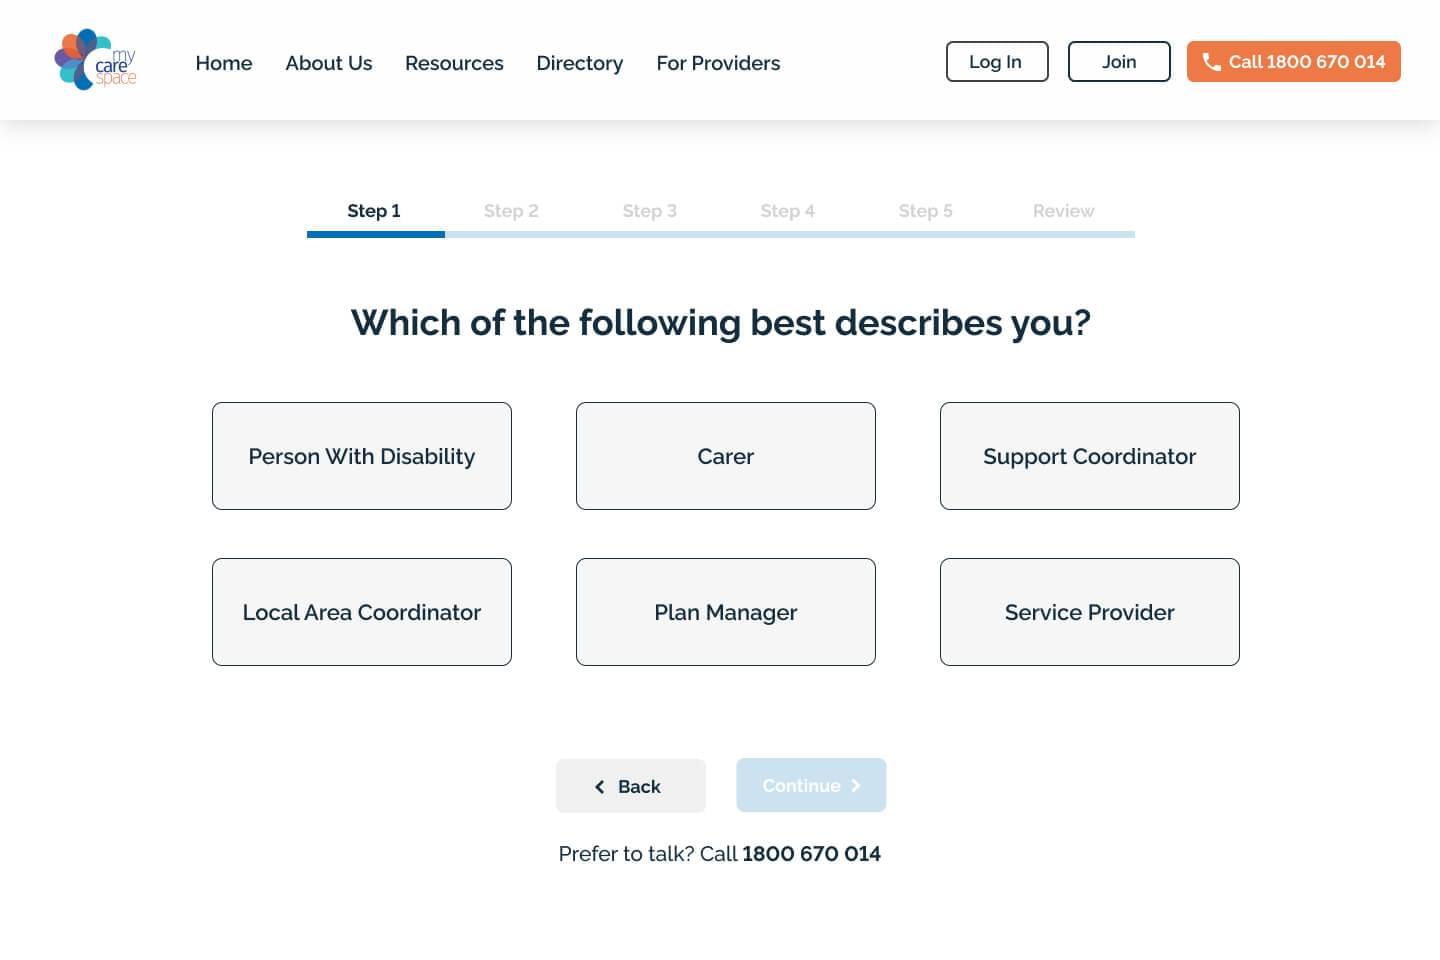 my
care
space
Home
About Us
Resources
Directory
For Providers
Log In
Join
Call 1800 670 014
Step 1
Step 2
Step 3
Step 4
Step 5
Review
Which of the following best describes you?
Person With Disability
Carer
Support Coordinator
Local Area Coordinator
Plan Manager
Service Provider
Back
Continue
Prefer to talk? Call 1800 670 014